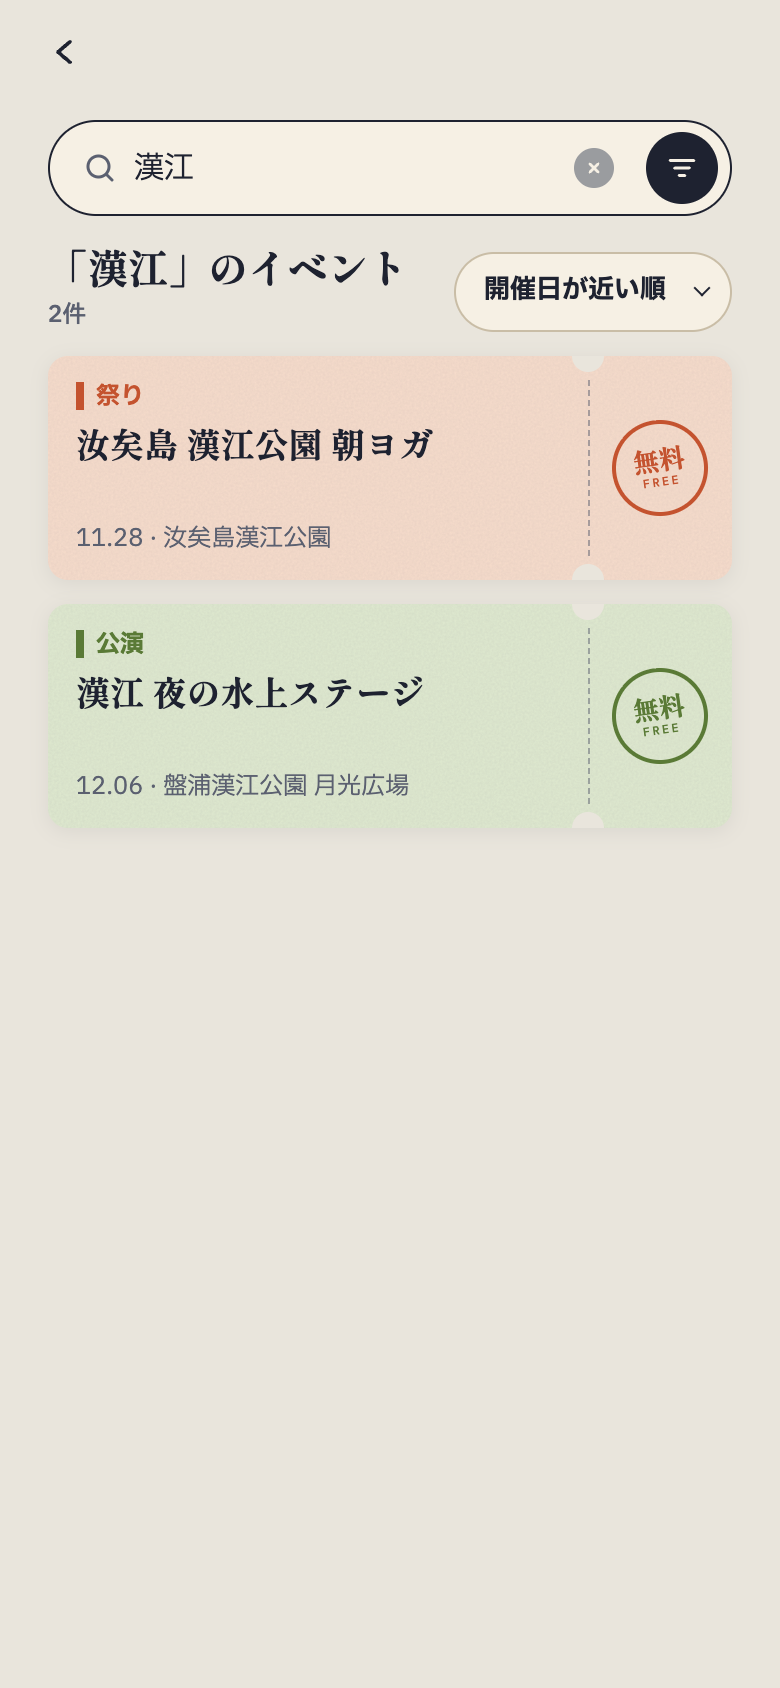 漢江
「漢江」のイベント
2件
開催日が近い順
祭り
汝矣島 漢江公園 朝ヨガ
11.28 · 汝矣島漢江公園
無料
FREE
公演
漢江 夜の水上ステージ
12.06 · 盤浦漢江公園 月光広場
無料
FREE